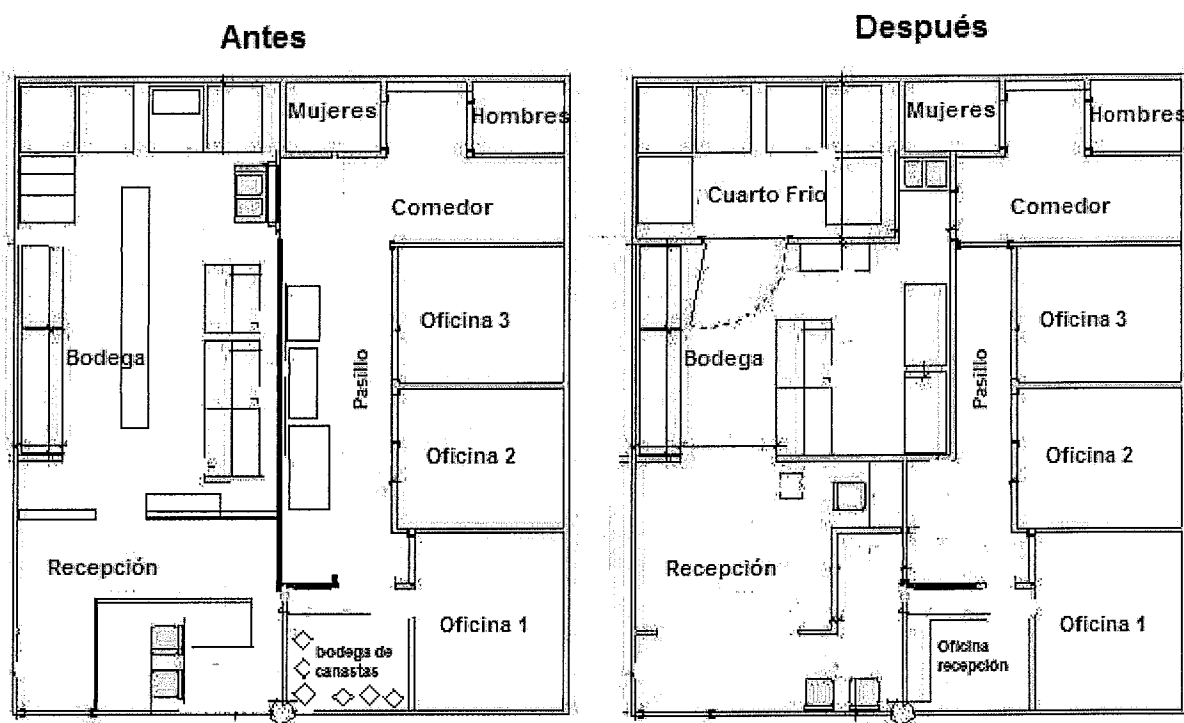 Antes
Mujeres
Hombres
Comedor
Oficina 3
Bodega
Pasillo
Oficina 2
Recepción
Oficina 1
bodega de
canastas
Después
Mujeres
Hombres
Cuarto Frio
Comedor
Oficina 3
Bodega
Pasillo
Oficina 2
Recepción
Oficina 1
Oficina
recepción